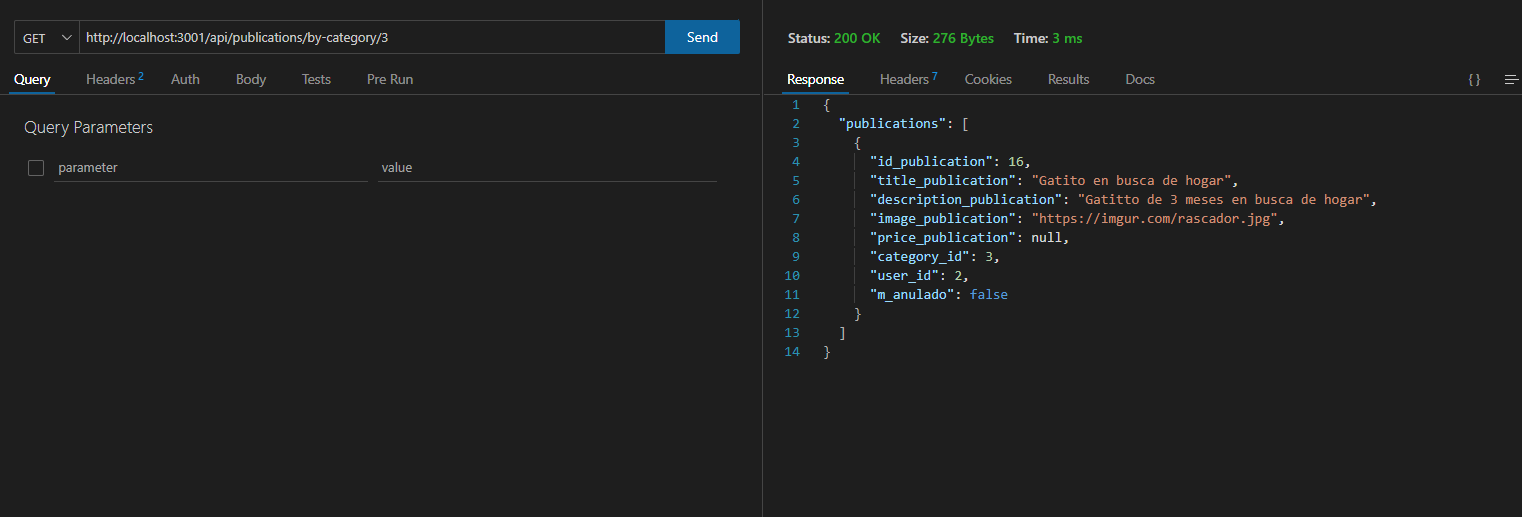 GET http://localhost:3001/api/publications/by-category/3 Send
Query Headers 2 Auth Body Tests Pre Run
Query Parameters
parameter value
Status: 200 OK Size: 276 Bytes Time: 3 ms
Response Headers 7 Cookies Results Docs {}
1 {
2 "publications": [
3 {
4 "id_publication": 16,
5 "title_publication": "Gatito en busca de hogar",
6 "description_publication": "Gatitto de 3 meses en busca de hogar",
7 "image_publication": "https://imgur.com/rascador.jpg",
8 "price_publication": null,
9 "category_id": 3,
10 "user_id": 2,
11 "m_anulado": false
12 }
13 ]
14 }